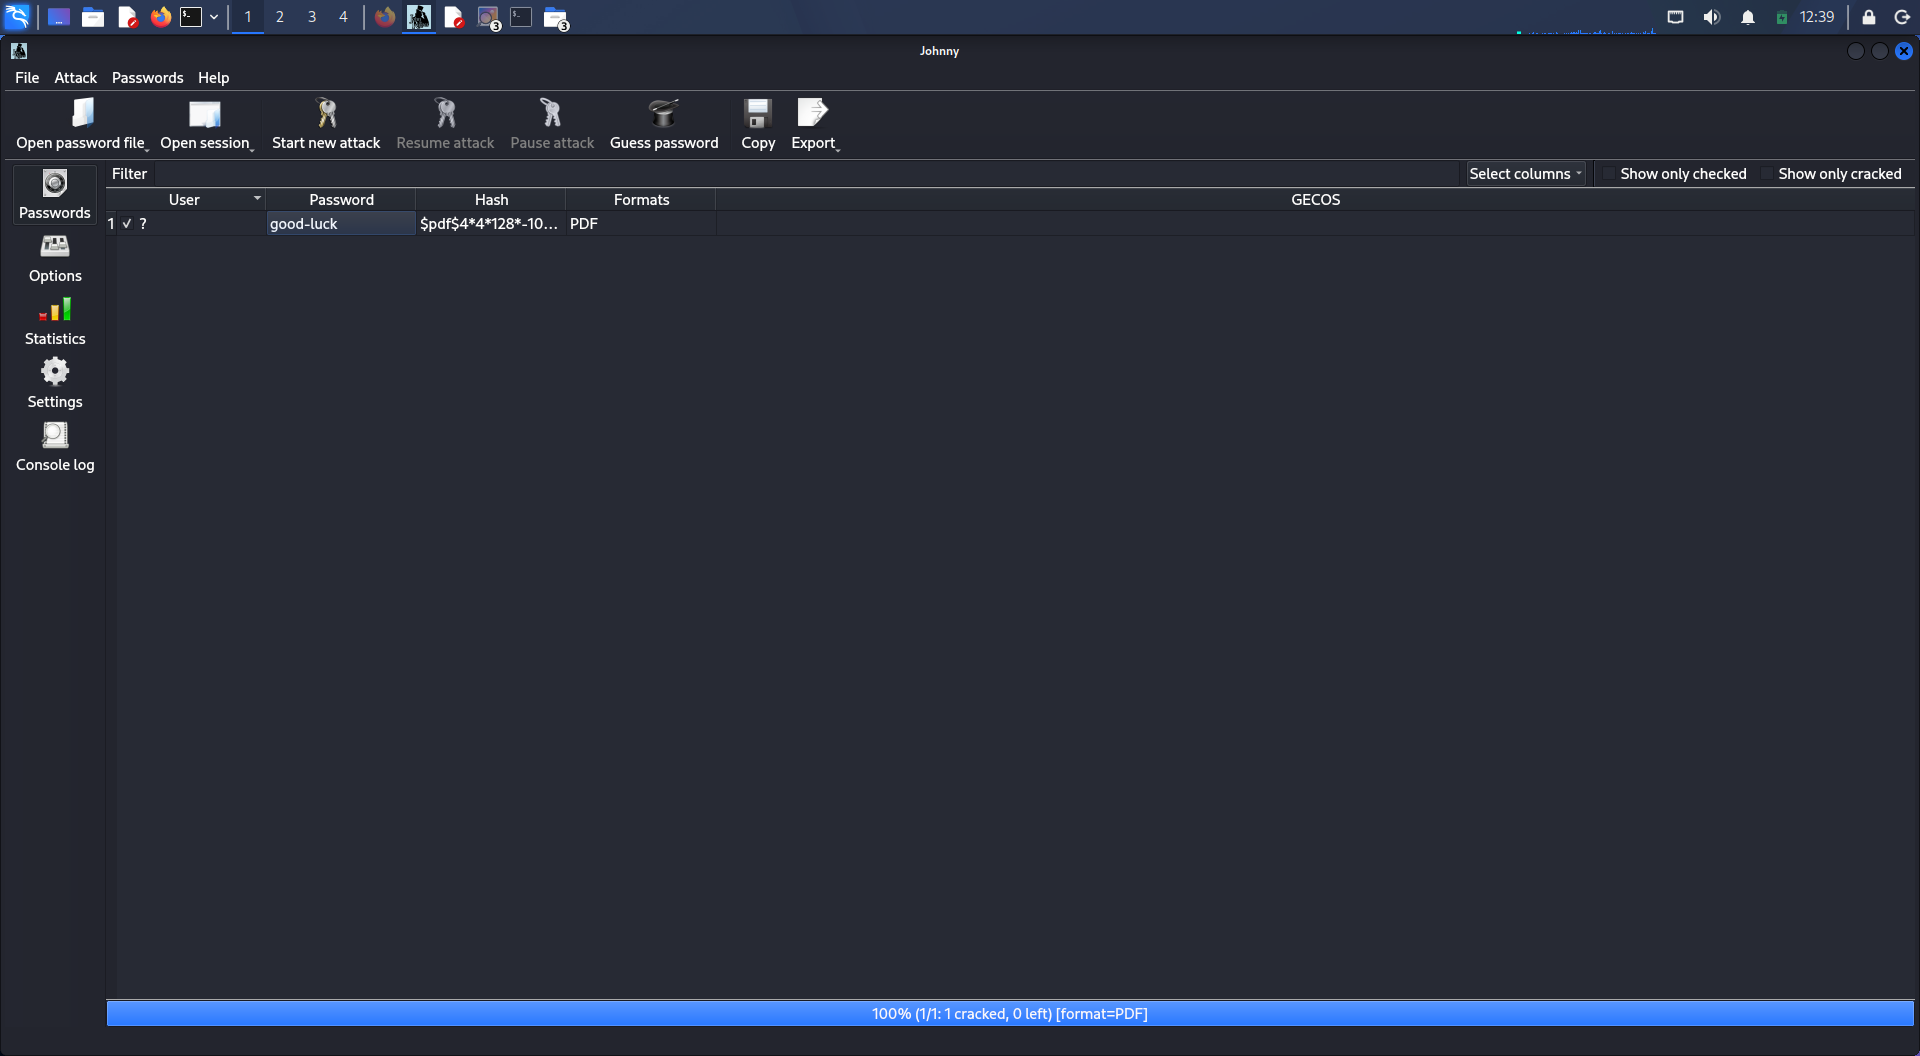 1 2 3 4 3 3 12:39
Johnny
File Attack Passwords Help
Open password file Open session Start new attack Resume attack Pause attack Guess password Copy Export
Filter Select columns Show only checked Show only cracked
User Password Hash Formats GECOS
1 ? good-luck $pdf$4*4*128*-10... PDF
Passwords
Options
Statistics
Settings
Console log
100% (1/1: 1 cracked, 0 left) [format=PDF]